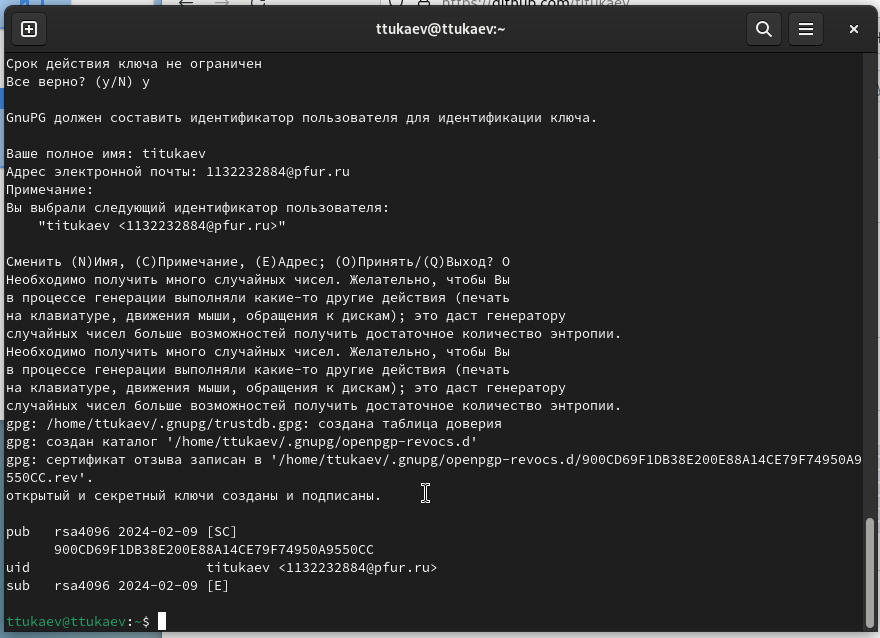 https://github.com/titukaev
ttukaev@ttukaev:~
Срок действия ключа не ограничен
Все верно? (y/N) y
GnuPG должен составить идентификатор пользователя для идентификации ключа.
Ваше полное имя: titukaev
Адрес электронной почты: 1132232884@pfur.ru
Примечание:
Вы выбрали следующий идентификатор пользователя:
"titukaev <1132232884@pfur.ru>"
Сменить (N)Имя, (C)Примечание, (E)Адрес; (O)Принять/(Q)Выход? O
Необходимо получить много случайных чисел. Желательно, чтобы Вы
в процессе генерации выполняли какие-то другие действия (печать
на клавиатуре, движения мыши, обращения к дискам); это даст генератору
случайных чисел больше возможностей получить достаточное количество энтропии.
Необходимо получить много случайных чисел. Желательно, чтобы Вы
в процессе генерации выполняли какие-то другие действия (печать
на клавиатуре, движения мыши, обращения к дискам); это даст генератору
случайных чисел больше возможностей получить достаточное количество энтропии.
gpg: /home/ttukaev/.gnupg/trustdb.gpg: создана таблица доверия
gpg: создан каталог '/home/ttukaev/.gnupg/openpgp-revocs.d'
gpg: сертификат отзыва записан в '/home/ttukaev/.gnupg/openpgp-revocs.d/900CD69F1DB38E200E88A14CE79F74950A9
550CC.rev'.
открытый и секретный ключи созданы и подписаны.
pub   rsa4096 2024-02-09 [SC]
900CD69F1DB38E200E88A14CE79F74950A9550CC
uid                      titukaev <1132232884@pfur.ru>
sub   rsa4096 2024-02-09 [E]
ttukaev@ttukaev:~$